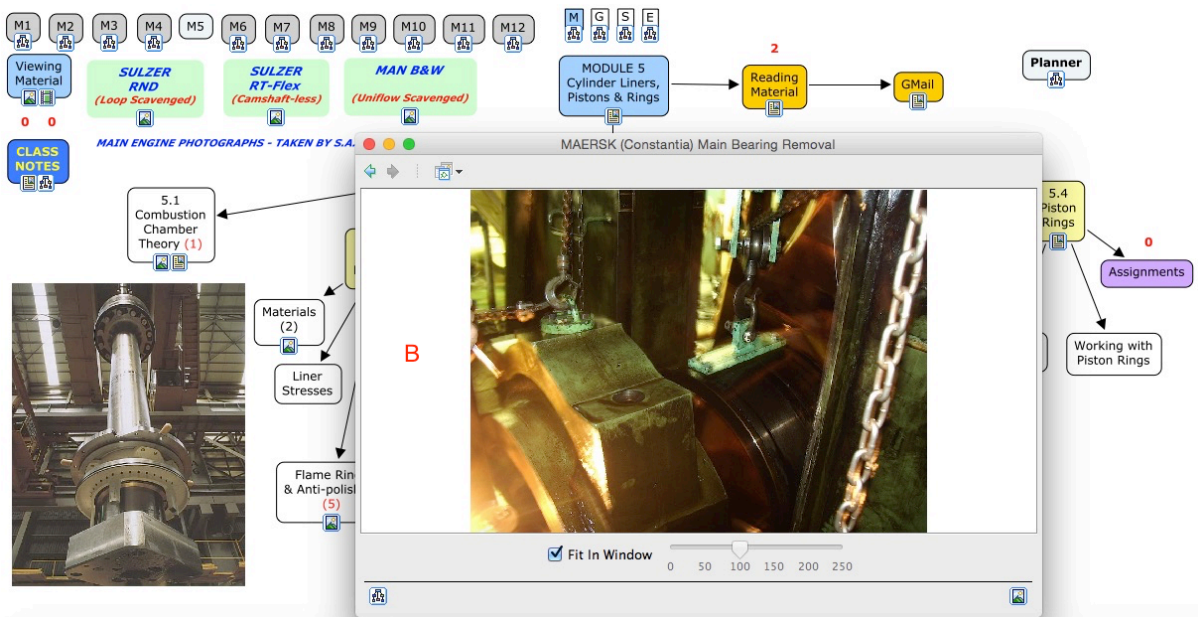 M1
M2
M3
M4
M5
M6
M7
M8
M9
M10
M11
M12
M
G
S
E
Viewing
Material
0 0
CLASS
NOTES
SULZER
RND
(Loop Scavenged)
SULZER
RT-Flex
(Camshaft-less)
MAN B&W
(Uniflow Scavenged)
MAIN ENGINE PHOTOGRAPHS - TAKEN BY S.A.
MODULE 5
Cylinder Liners,
Pistons & Rings
2
Reading
Material
GMail
Planner
5.1
Combustion
Chamber
Theory (1)
Materials
(2)
Liner
Stresses
Flame Rin
& Anti-polis
(5)
MAERSK (Constantia) Main Bearing Removal
B
Fit In Window
0 50 100 150 200 250
5.4
Piston
Rings
0
Assignments
Working with
Piston Rings